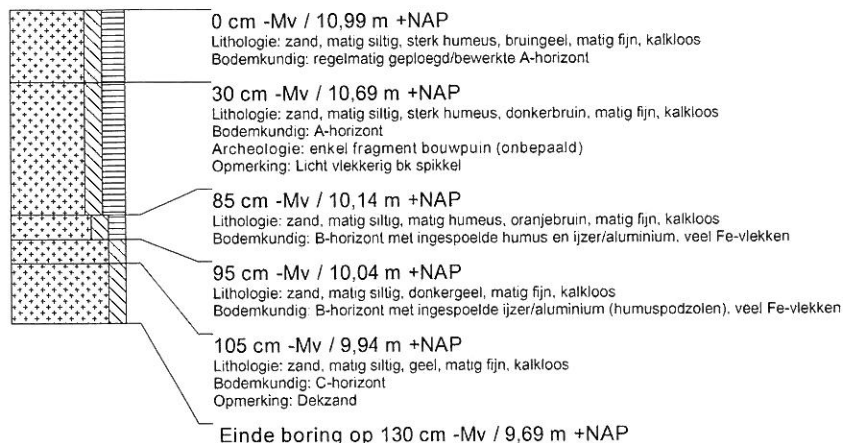 0 cm -Mv / 10,99 m +NAP
Lithologie: zand, matig siltig, sterk humeus, bruingeel, matig fijn, kalkloos
Bodemkundig: regelmatig geploegd/bewerkte A-horizont
30 cm -Mv / 10,69 m +NAP
Lithologie: zand, matig siltig, sterk humeus, donkerbruin, matig fijn, kalkloos
Bodemkundig: A-horizont
Archeologie: enkel fragment bouwpuin (onbepaald)
Opmerking: Licht vlekkerig bk spikkel
85 cm -Mv / 10,14 m +NAP
Lithologie: zand, matig siltig, matig humeus, oranjebruin, matig fijn, kalkloos
Bodemkundig: B-horizont met ingespoelde humus en ijzer/aluminium, veel Fe-vlekken
95 cm -Mv / 10,04 m +NAP
Lithologie: zand, matig siltig, donkergeel, matig fijn, kalkloos
Bodemkundig: B-horizont met ingespoelde ijzer/aluminium (humuspodzolen), veel Fe-vlekken
105 cm -Mv / 9,94 m +NAP
Lithologie: zand, matig siltig, geel, matig fijn, kalkloos
Bodemkundig: C-horizont
Opmerking: Dekzand
Einde boring op 130 cm -Mv / 9,69 m +NAP